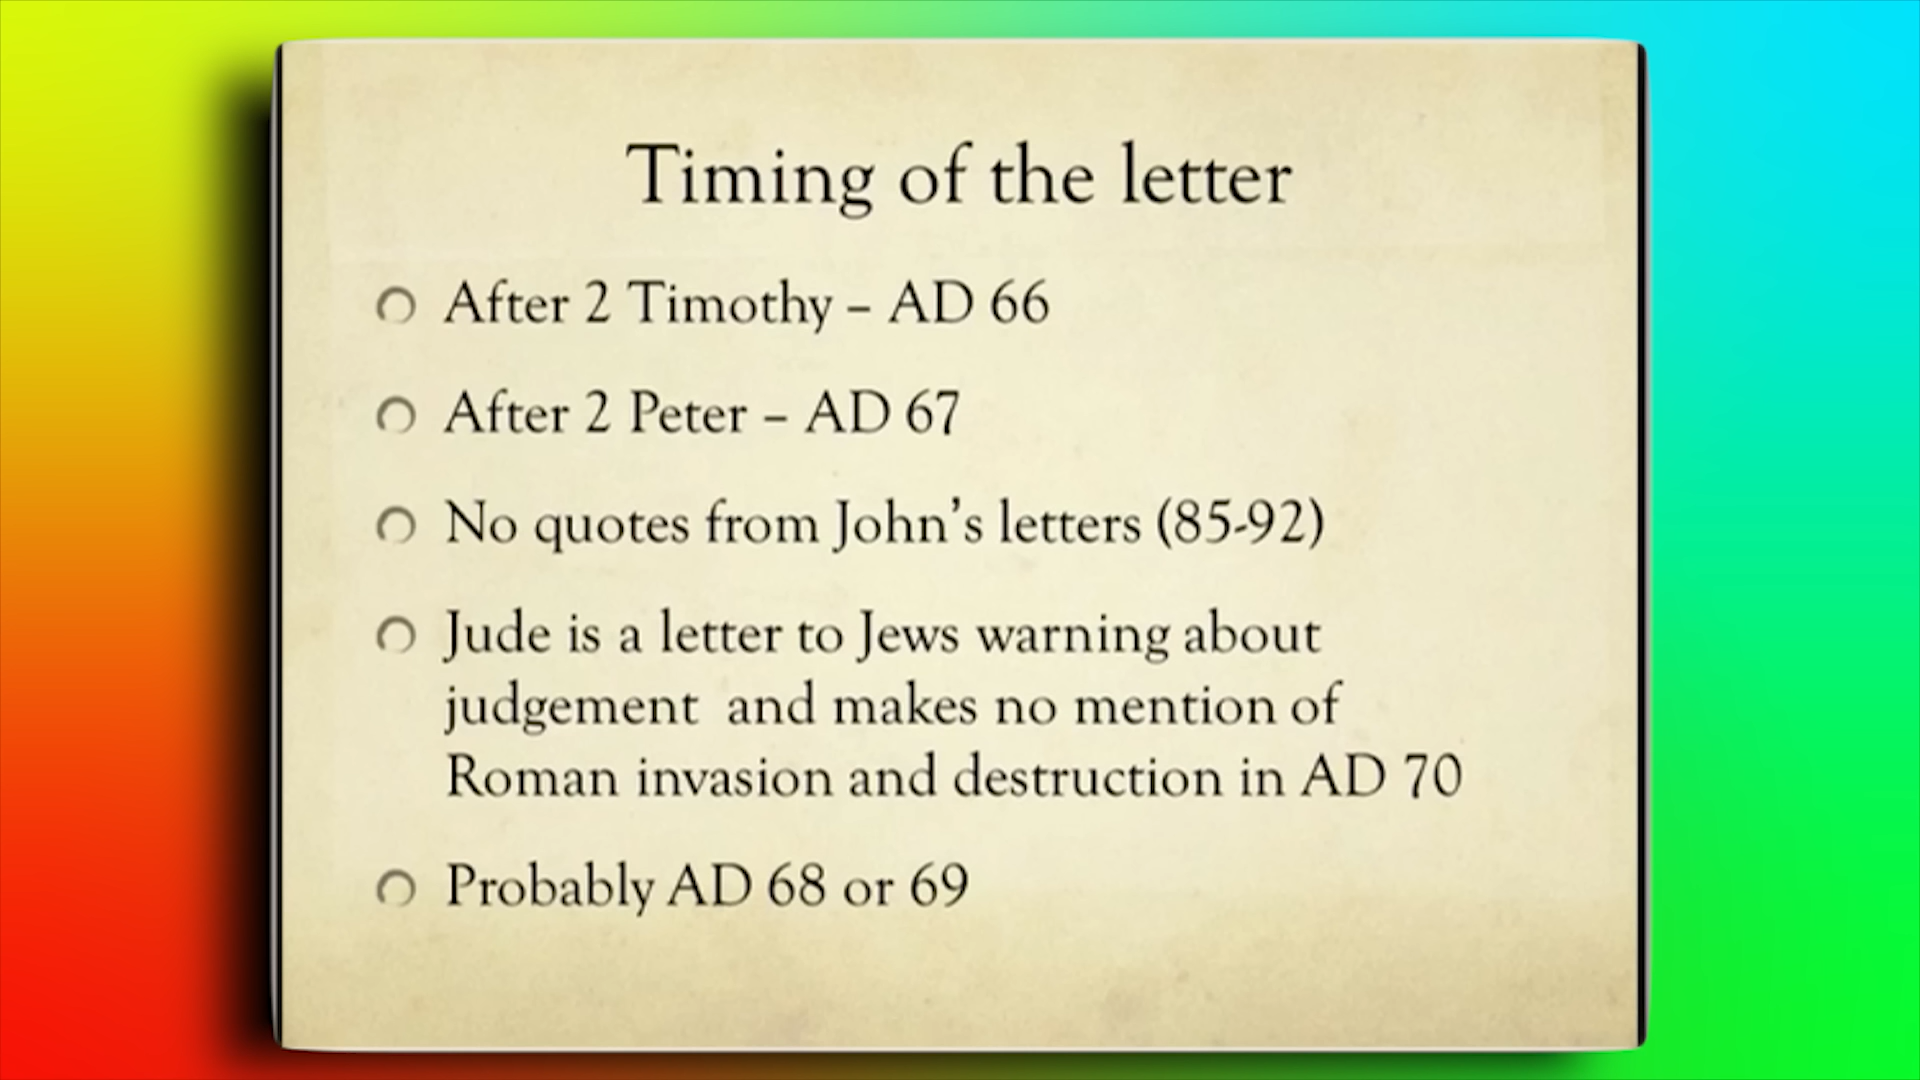 Timing of the letter
After 2 Timothy – AD 66
After 2 Peter – AD 67
No quotes from John’s letters (85-92)
Jude is a letter to Jews warning about
judgement  and makes no mention of
Roman invasion and destruction in AD 70
Probably AD 68 or 69